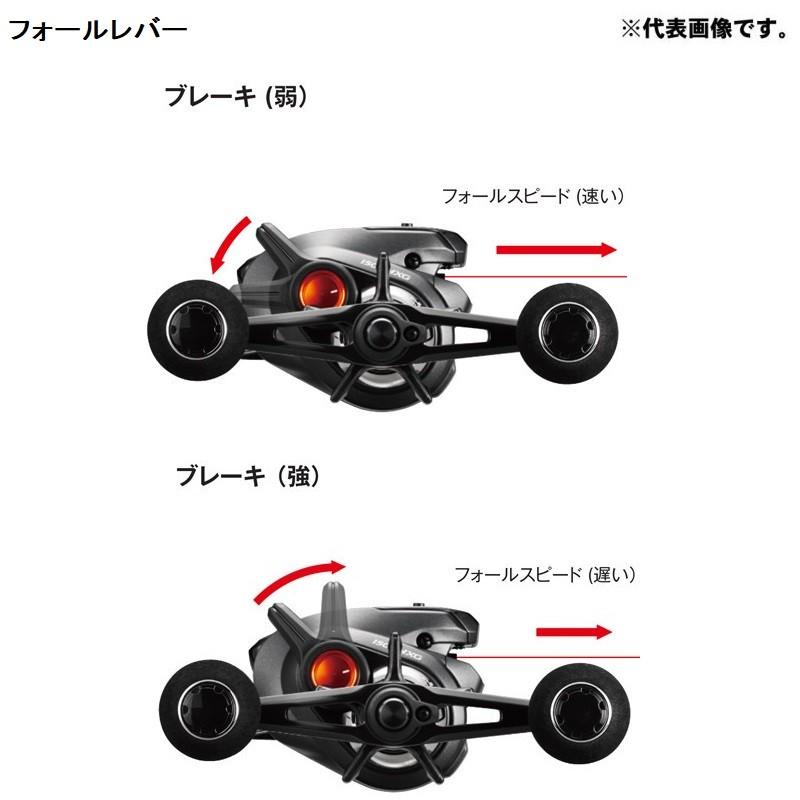 フォールレバー
※代表画像です。
ブレーキ (弱)
フォールスピード (速い)
ブレーキ (強)
フォールスピード (遅い)